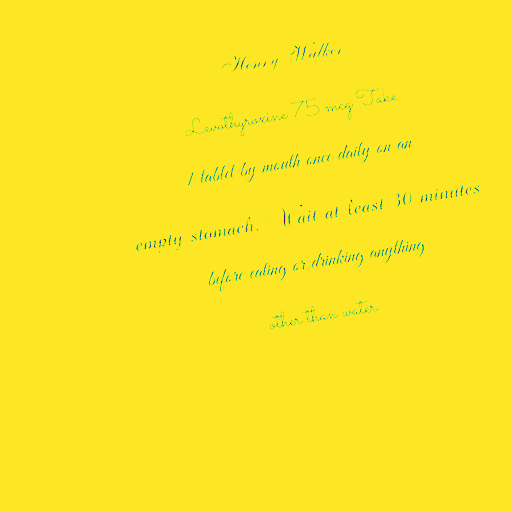 Henry Walker
Levothyroxine 75 mcg Take
1 tablet by mouth once daily on an
empty stomach. Wait at least 30 minutes
before eating or drinking anything
other than water